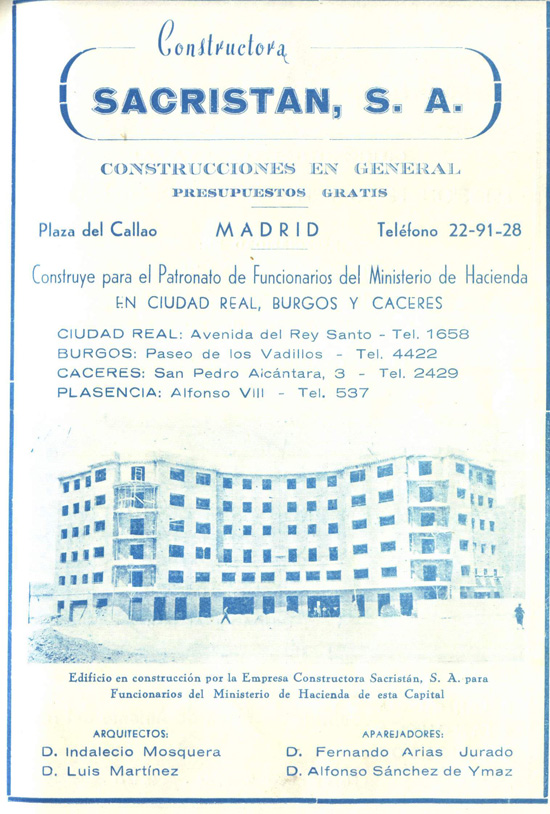 Constructora
SACRISTAN, S. A.
CONSTRUCCIONES EN GENERAL
PRESUPUESTOS GRATIS
Plaza del Callao MADRID Teléfono 22-91-28
Construye para el Patronato de Funcionarios del Ministerio de Hacienda
EN CIUDAD REAL, BURGOS Y CACERES
CIUDAD REAL: Avenida del Rey Santo - Tel. 1658
BURGOS: Paseo de los Vadillos - Tel. 4422
CACERES: San Pedro Alcántara, 3 - Tel. 2429
PLASENCIA: Alfonso VIII - Tel. 537
Edificio en construcción por la Empresa Constructora Sacristán, S. A. para
Funcionarios del Ministerio de Hacienda de esta Capital
ARQUITECTOS:
D. Indalecio Mosquera
D. Luis Martínez
APAREJADORES:
D. Fernando Arias Jurado
D. Alfonso Sánchez de Ymaz